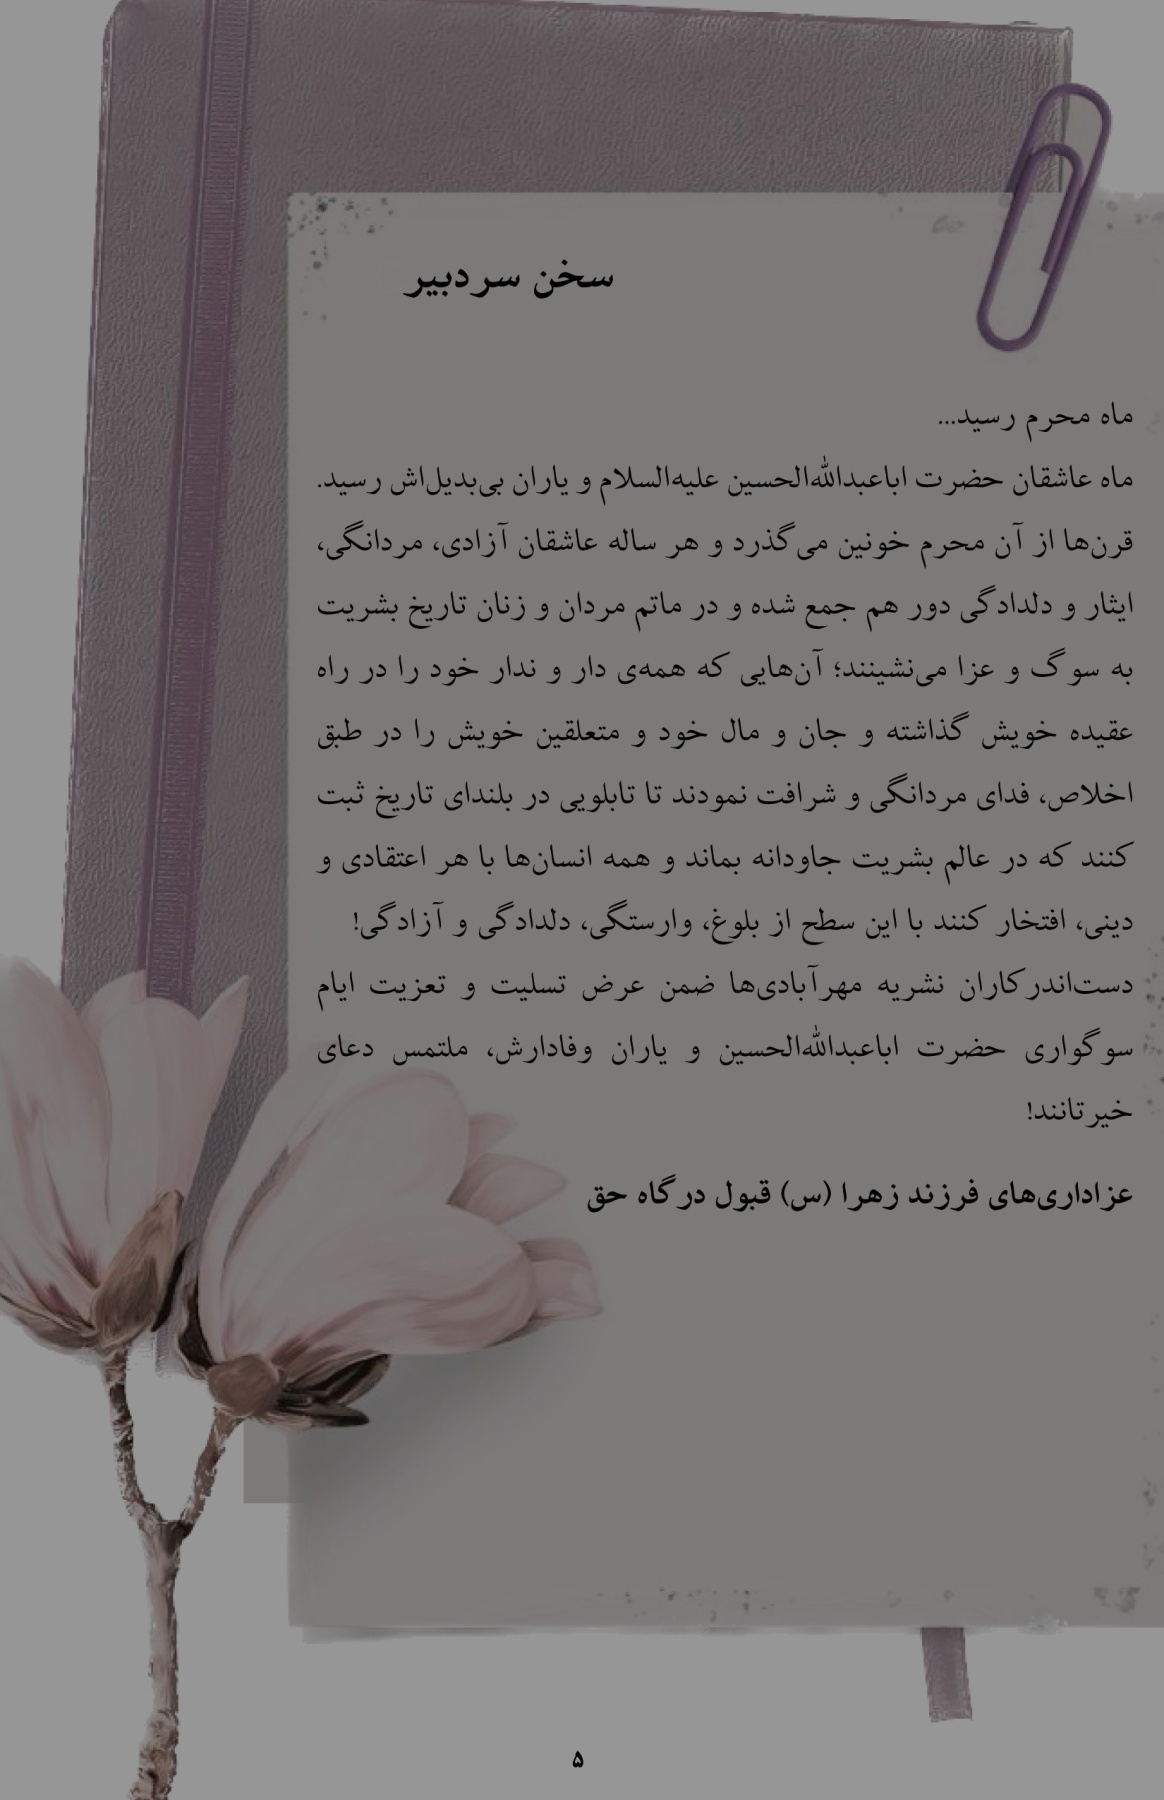 سخن سردبیر
ماه محرم رسید...
ماه عاشقان حضرت اباعبدالله‌الحسین علیه‌السلام و یاران بی‌بدیل‌اش رسید.
قرن‌ها از آن محرم خونین می‌گذرد و هر ساله عاشقان آزادی، مردانگی،
ایثار و دلدادگی دور هم جمع شده و در ماتم مردان و زنان تاریخ بشریت
به سوگ و عزا می‌نشینند؛ آن‌هایی که همه‌ی دار و ندار خود را در راه
عقیده خویش گذاشته و جان و مال خود و متعلقین خویش را در طبق
اخلاص، فدای مردانگی و شرافت نمودند تا تابلویی در بلندای تاریخ ثبت
کنند که در عالم بشریت جاودانه بماند و همه انسان‌ها با هر اعتقادی و
دینی، افتخار کنند با این سطح از بلوغ، وارستگی، دلدادگی و آزادگی!
دست‌اندرکاران نشریه مهرآبادی‌ها ضمن عرض تسلیت و تعزیت ایام
سوگواری حضرت اباعبدالله‌الحسین و یاران وفادارش، ملتمس دعای
خیرتانند!
عزاداری‌های فرزند زهرا (س) قبول درگاه حق
۵